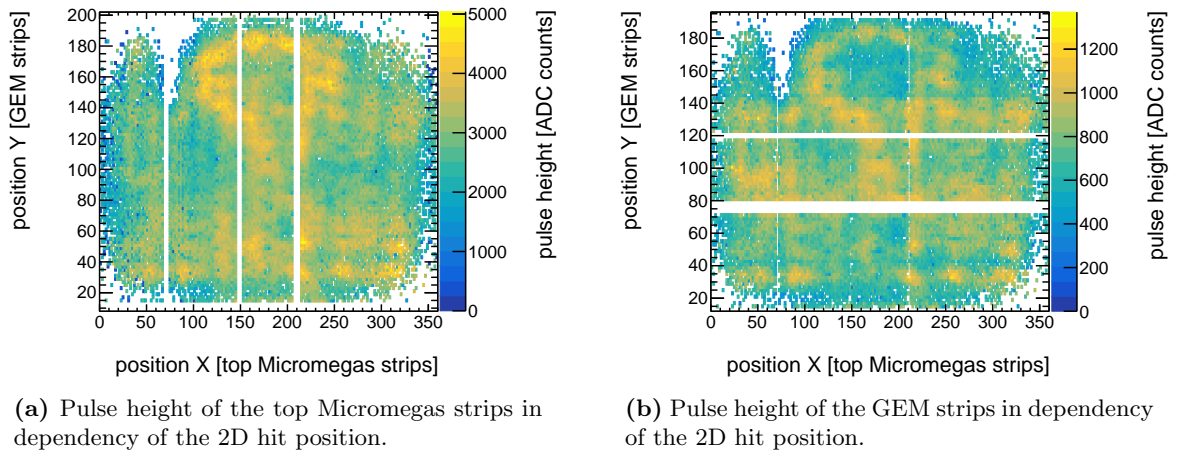 200
180
160
140
120
100
80
60
40
20
0 50 100 150 200 250 300 350
position Y [GEM strips]
position X [top Micromegas strips]
5000
4000
3000
2000
1000
0
pulse height [ADC counts]
(a) Pulse height of the top Micromegas strips in
dependency of the 2D hit position.
180
160
140
120
100
80
60
40
20
0 50 100 150 200 250 300 350
position Y [GEM strips]
position X [top Micromegas strips]
1200
1000
800
600
400
200
0
pulse height [ADC counts]
(b) Pulse height of the GEM strips in dependency
of the 2D hit position.